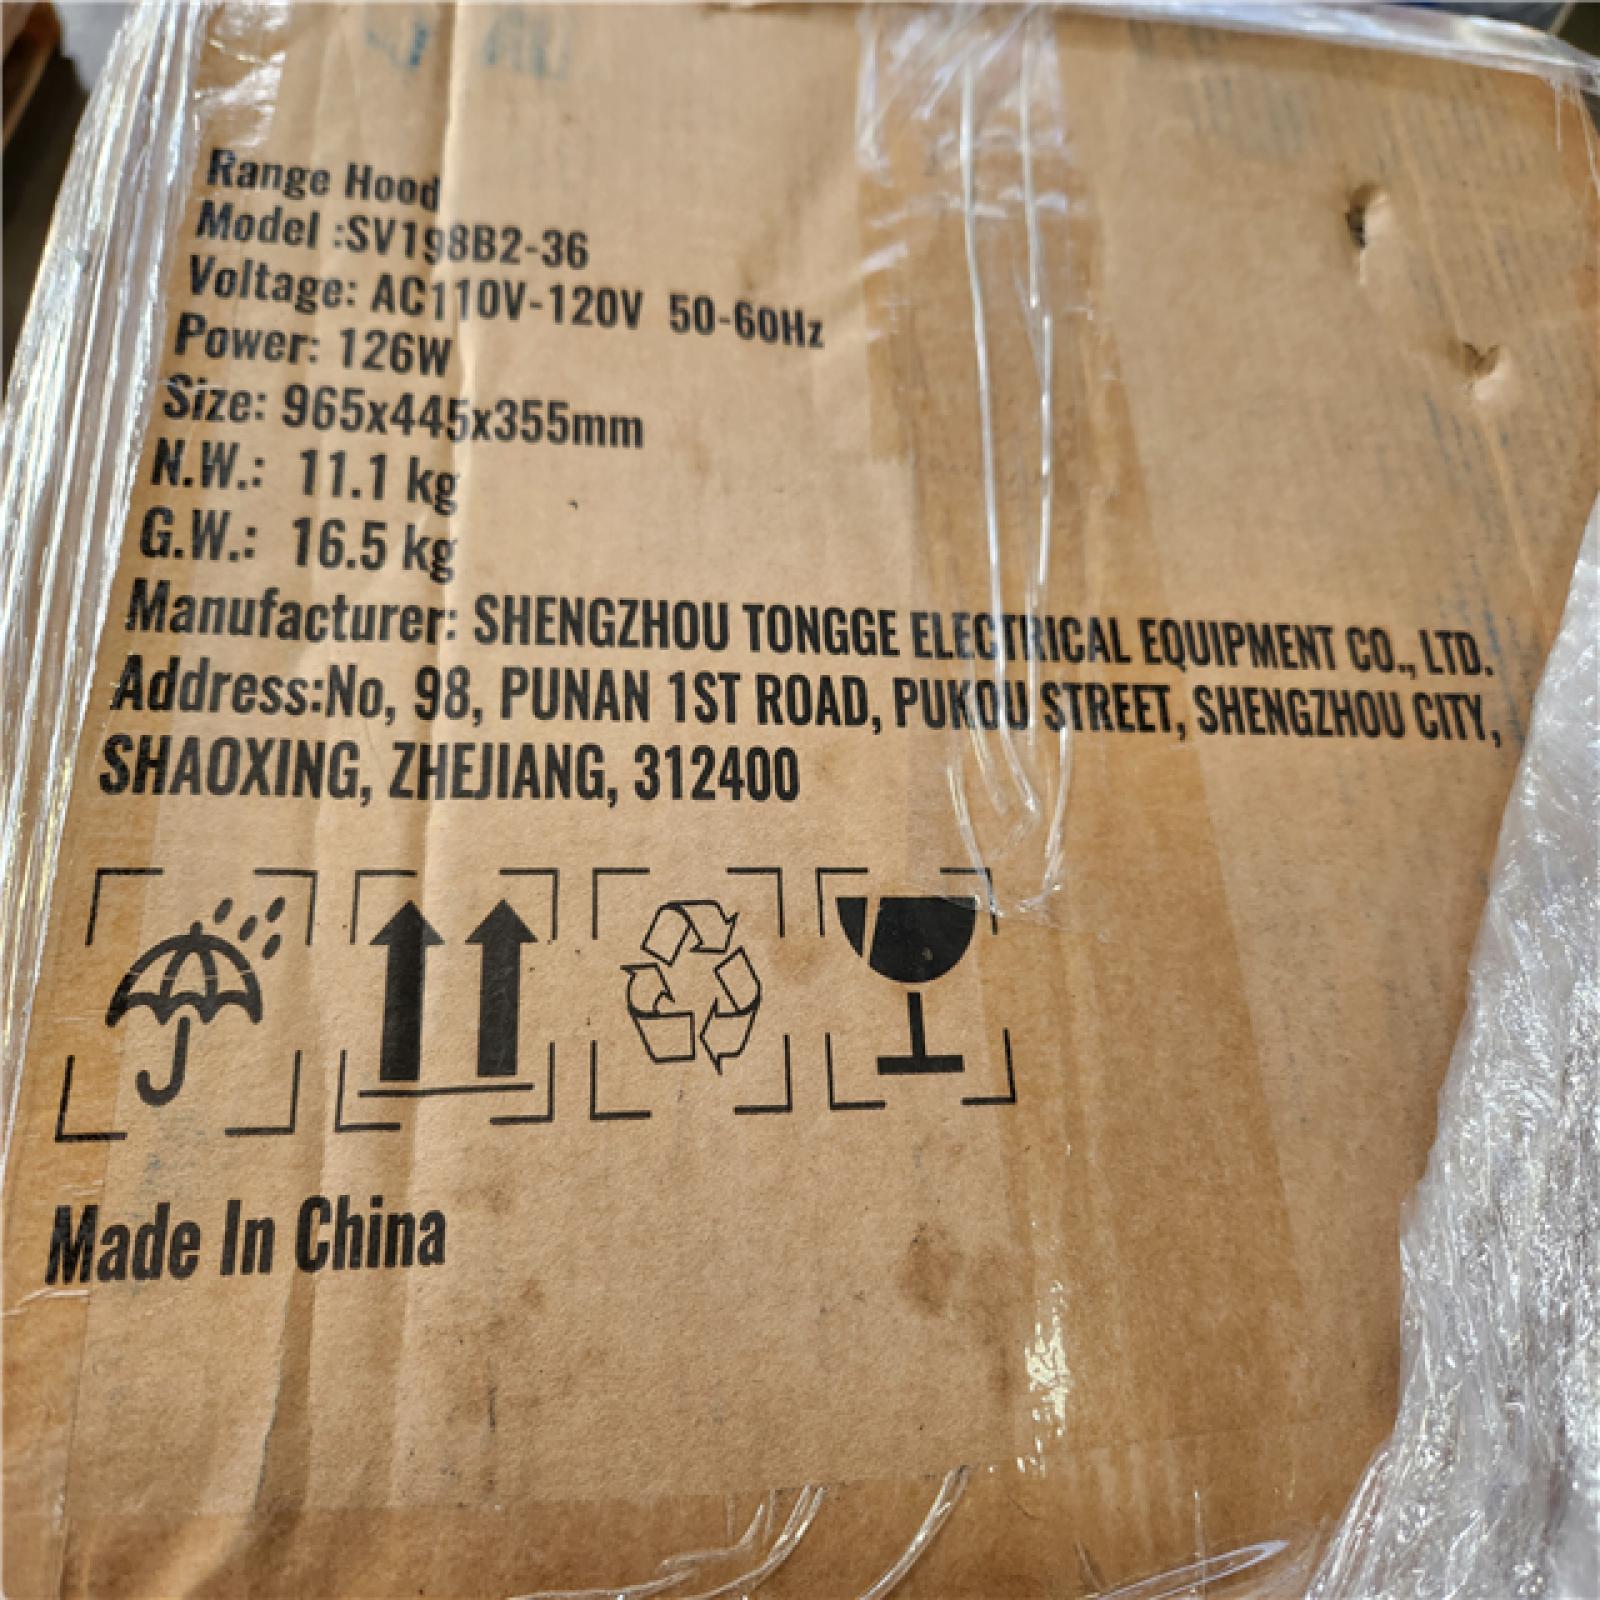 Range Hood
Model :SV198B2-36
Voltage: AC110V-120V 50-60Hz
Power: 126W
Size: 965x445x355mm
N.W.: 11.1 kg
G.W.: 16.5 kg
Manufacturer: SHENGZHOU TONGGE ELECTRICAL EQUIPMENT CO., LTD.
Address:No, 98, PUNAN 1ST ROAD, PUKOU STREET, SHENGZHOU CITY,
SHAOXING, ZHEJIANG, 312400
Made In China